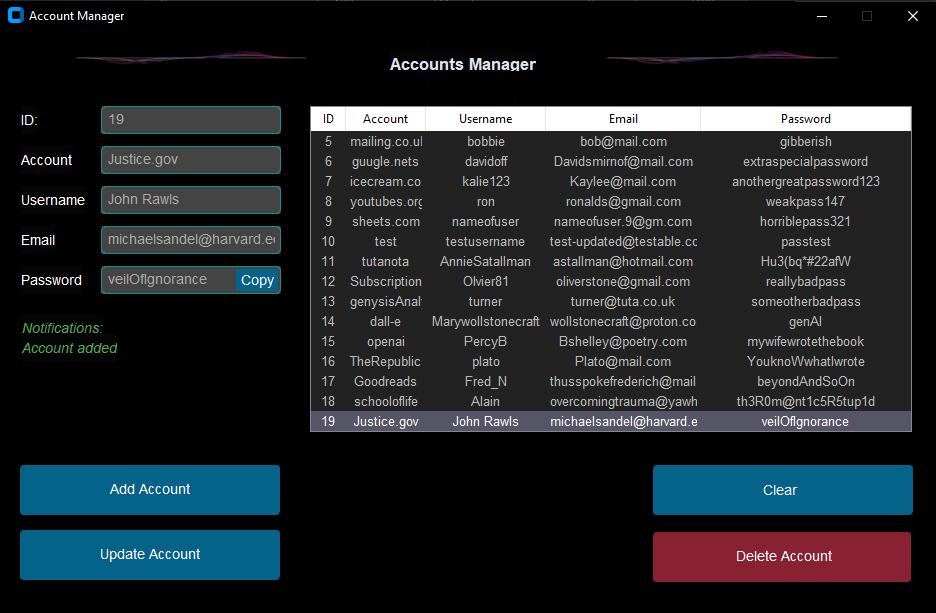 Account Manager
Accounts Manager
ID: 19
Account Justice.gov
Username John Rawls
Email michaelsandel@harvard.e
Password veilOfIgnorance Copy
Notifications:
Account added
ID Account Username Email Password
5 mailing.co.ul bobbie bob@mail.com gibberish
6 guugle.nets davidoff Davidsmirnof@mail.com extraspecialpassword
7 icecream.co kalie123 Kaylee@mail.com anothergreatpassword123
8 youtubes.org ron ronalds@gmail.com weakpass147
9 sheets.com nameofuser nameofuser.9@gm.com horriblepass321
10 test testusername test-updated@testable.cc passtest
11 tutanota AnnieSatallman astallman@hotmail.com Hu3(bq*#22afW
12 Subscription Olvier81 oliverstone@gmail.com reallybadpass
13 genysisAnal turner turner@tuta.co.uk someotherbadpass
14 dall-e Marywollstonecraft wollstonecraft@proton.co genAI
15 openai PercyB Bshelley@poetry.com mywifewrotethebook
16 TheRepublic plato Plato@mail.com YouknoWwhatIwrote
17 Goodreads Fred_N thusspokefrederich@mail beyondAndSoOn
18 schooloflife Alain overcomingtrauma@yawh th3R0m@nt1c5R5tup1d
19 Justice.gov John Rawls michaelsandel@harvard.e veilOfIgnorance
Add Account
Clear
Update Account
Delete Account